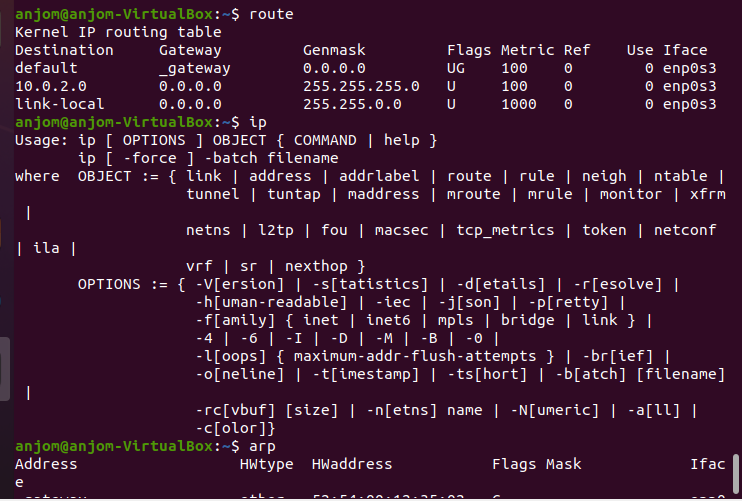 anjom@anjom-VirtualBox:~$ route
Kernel IP routing table
Destination     Gateway         Genmask         Flags Metric Ref    Use Iface
default         _gateway        0.0.0.0         UG    100    0        0 enp0s3
10.0.2.0        0.0.0.0         255.255.255.0   U     100    0        0 enp0s3
link-local      0.0.0.0         255.255.0.0     U     1000   0        0 enp0s3
anjom@anjom-VirtualBox:~$ ip
Usage: ip [ OPTIONS ] OBJECT { COMMAND | help }
       ip [ -force ] -batch filename
where  OBJECT := { link | address | addrlabel | route | rule | neigh | ntable |
                   tunnel | tuntap | maddress | mroute | mrule | monitor | xfrm
 |
                   netns | l2tp | fou | macsec | tcp_metrics | token | netconf
| ila |
                   vrf | sr | nexthop }
       OPTIONS := { -V[ersion] | -s[tatistics] | -d[etails] | -r[esolve] |
                    -h[uman-readable] | -iec | -j[son] | -p[retty] |
                    -f[amily] { inet | inet6 | mpls | bridge | link } |
                    -4 | -6 | -I | -D | -M | -B | -0 |
                    -l[oops] { maximum-addr-flush-attempts } | -br[ief] |
                    -o[neline] | -t[imestamp] | -ts[hort] | -b[atch] [filename]
 |
                    -rc[vbuf] [size] | -n[etns] name | -N[umeric] | -a[ll] |
                    -c[olor]}
anjom@anjom-VirtualBox:~$ arp
Address                  HWtype  HWaddress           Flags Mask            Ifac
e